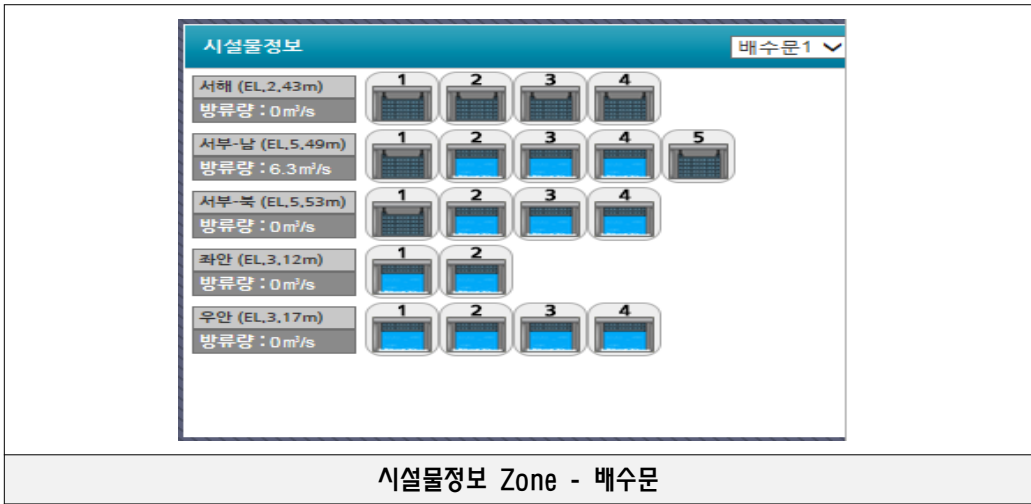 시설물정보 배수문1
서해 (EL.2.43m) 1 2 3 4
방류량 : 0㎥/s
서부-남 (EL.5.49m) 1 2 3 4 5
방류량 : 6.3㎥/s
서부-북 (EL.5.53m) 1 2 3 4
방류량 : 0㎥/s
좌안 (EL.3.12m) 1 2
방류량 : 0㎥/s
우안 (EL.3.17m) 1 2 3 4
방류량 : 0㎥/s
시설물정보 Zone - 배수문